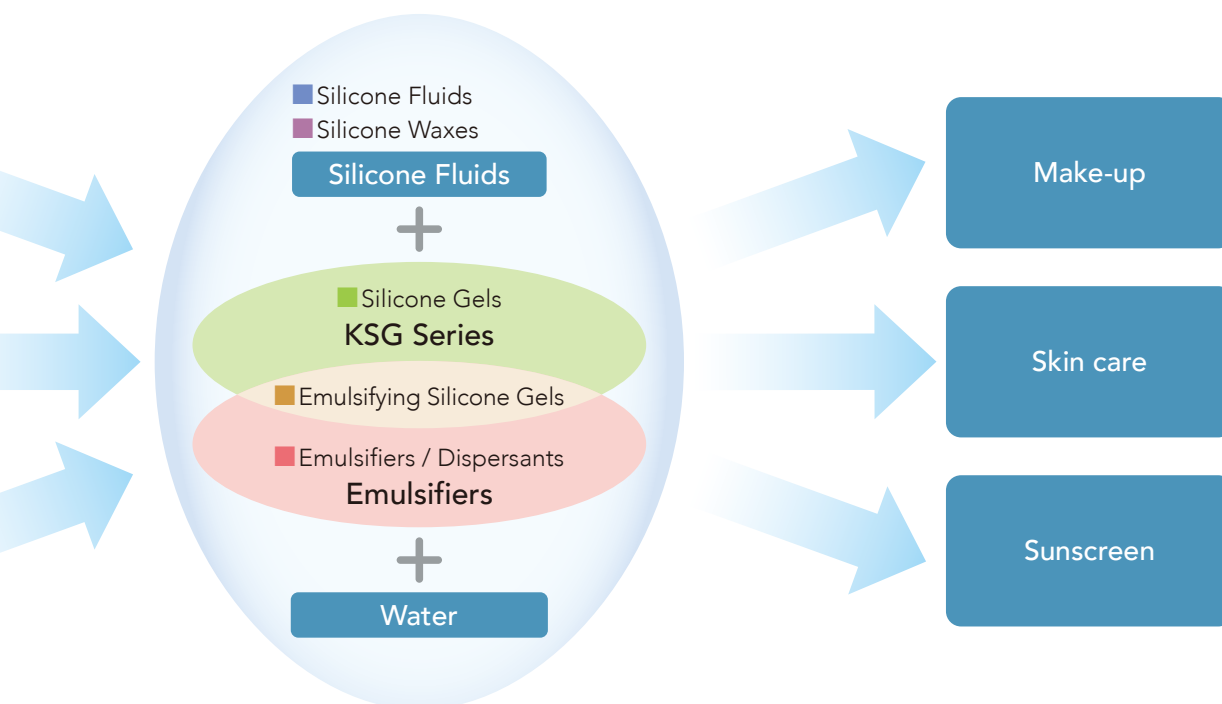 Silicone Fluids
Silicone Waxes
Silicone Fluids
+
Silicone Gels
KSG Series
Emulsifying Silicone Gels
Emulsifiers / Dispersants
Emulsifiers
+
Water
Make-up
Skin care
Sunscreen